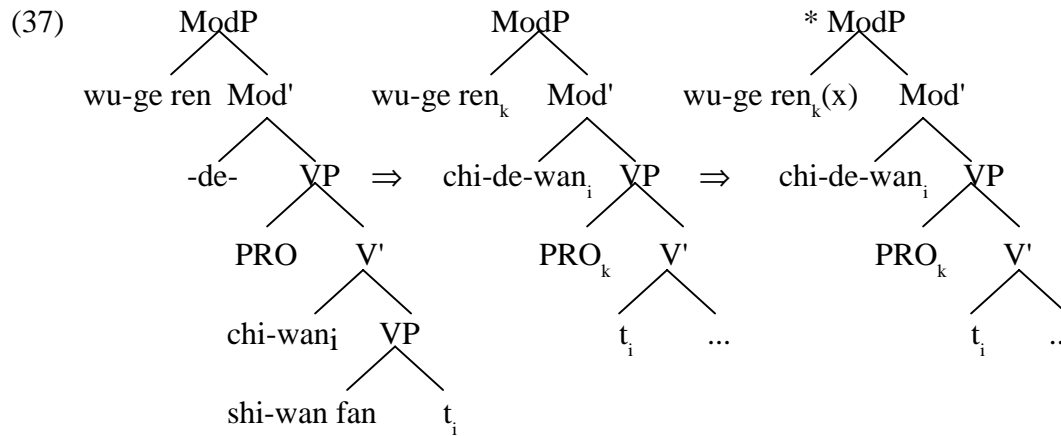 (37) ModP ModP * ModP
wu-ge ren Mod' wu-ge ren_k Mod' wu-ge ren_k(x) Mod'
-de- VP ⇒ chi-de-wan_i VP ⇒ chi-de-wan_i VP
PRO V' PRO_k V' PRO_k V'
chi-wan_i VP t_i ... t_i ..
shi-wan fan t_i